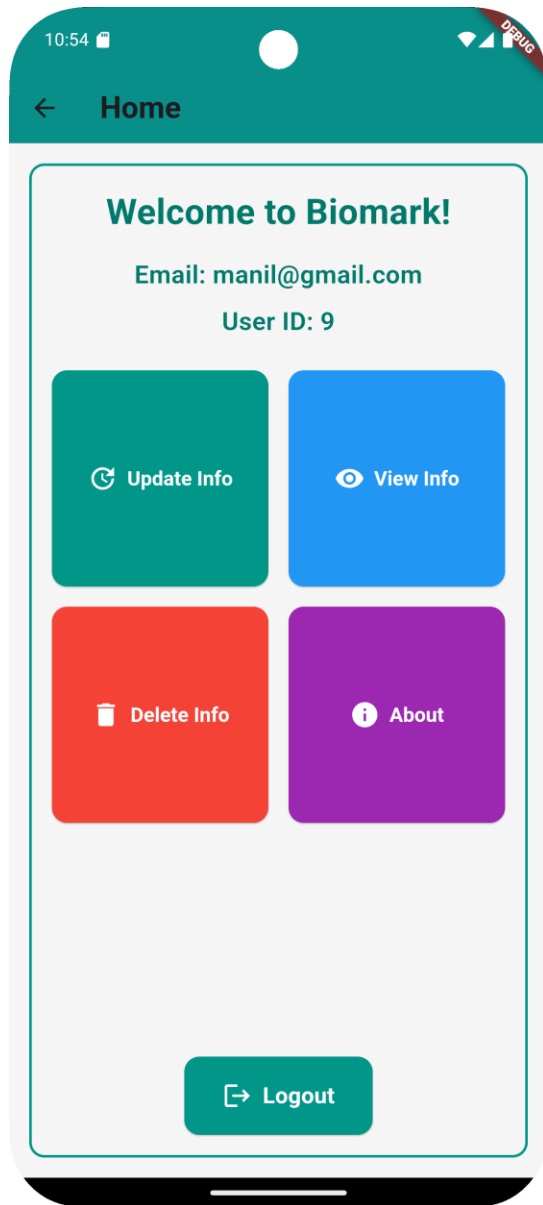 10:54
DEBUG
Home
Welcome to Biomark!
Email: manil@gmail.com
User ID: 9
Update Info
View Info
Delete Info
About
Logout